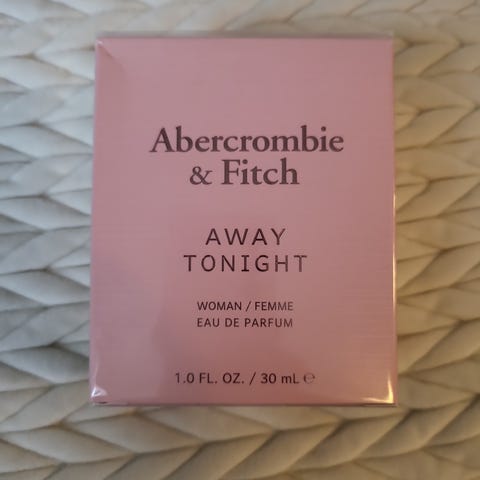 Abercrombie
& Fitch
AWAY
TONIGHT
WOMAN / FEMME
EAU DE PARFUM
1.0 FL. OZ. / 30 mL ℮